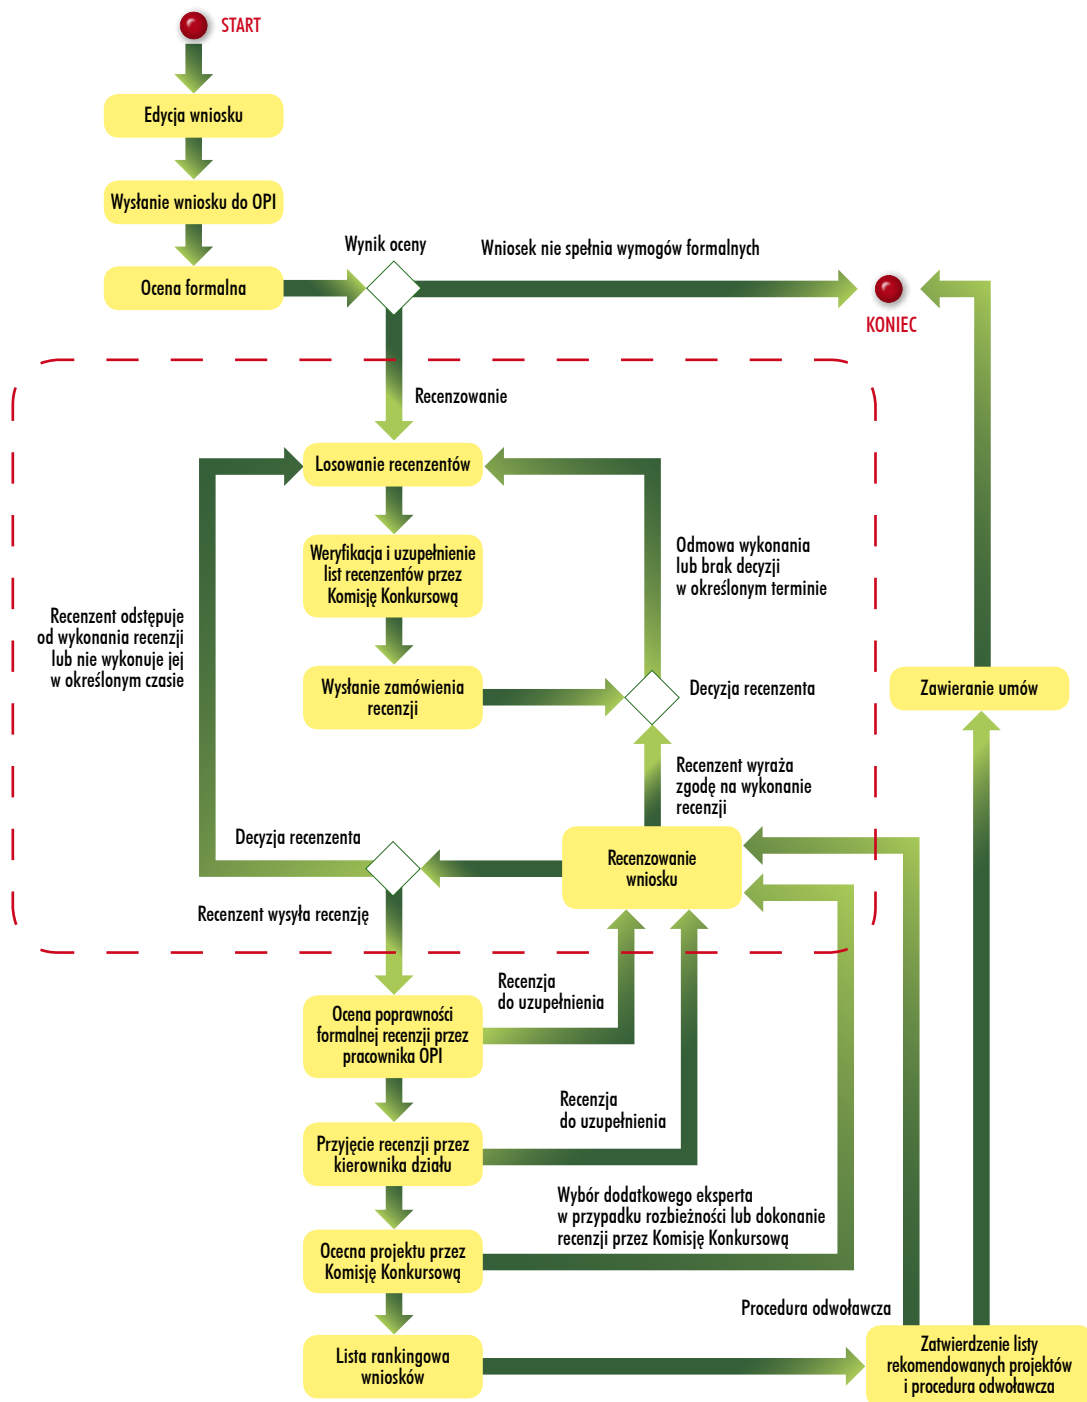 START
Edycja wniosku
Wysłanie wniosku do OPI
Wynik oceny
Wniosek nie spełnia wymogów formalnych
Ocena formalna
KONIEC
Recenzowanie
Losowanie recenzentów
Weryfikacja i uzupełnienie
list recenzentów przez
Komisję Konkursową
Odmowa wykonania
lub brak decyzji
w określonym terminie
Recenzent odstępuje
od wykonania recenzji
lub nie wykonuje jej
w określonym czasie
Wysłanie zamówienia
recenzji
Decyzja recenzenta
Zawieranie umów
Recenzent wyraża
zgodę na wykonanie
recenzji
Decyzja recenzenta
Recenzowanie
wniosku
Recenzent wysyła recenzję
Recenzja
do uzupełnienia
Ocena poprawności
formalnej recenzji przez
pracownika OPI
Recenzja
do uzupełnienia
Przyjęcie recenzji przez
kierownika działu
Wybór dodatkowego eksperta
w przypadku rozbieżności lub dokonanie
recenzji przez Komisję Konkursową
Ocecna projektu przez
Komisję Konkursową
Procedura odwoławcza
Lista rankingowa
wniosków
Zatwierdzenie listy
rekomendowanych projektów
i procedura odwoławcza